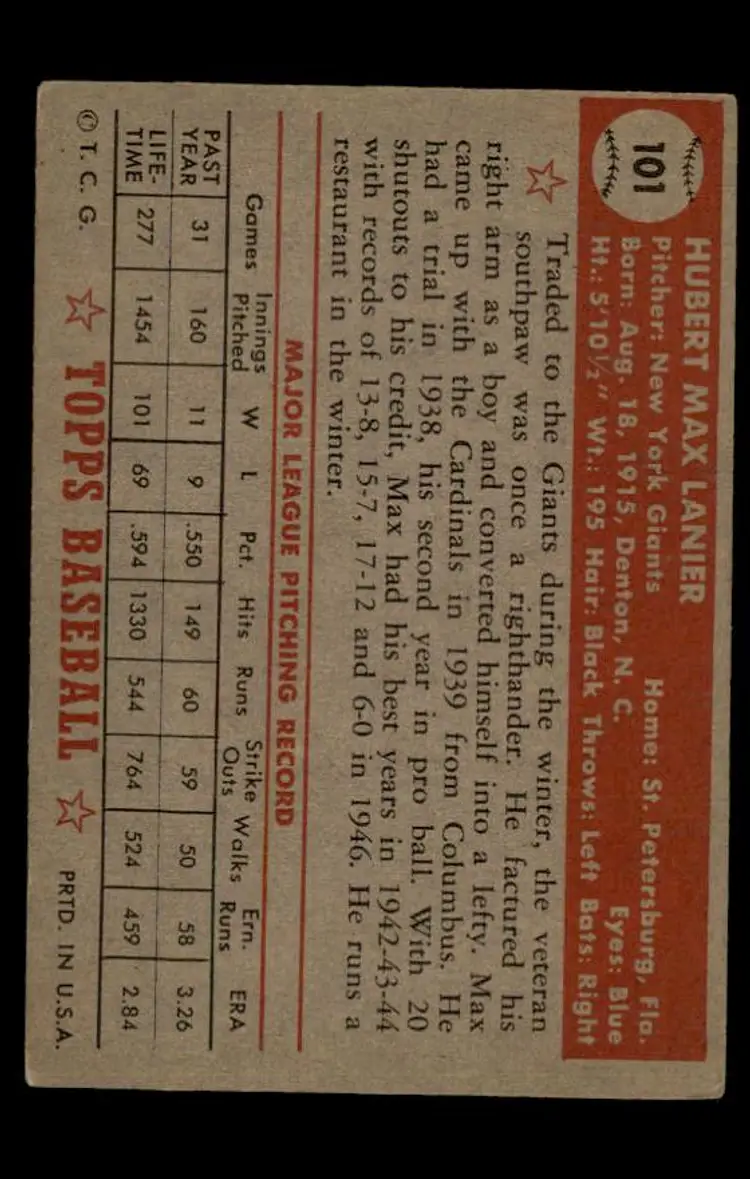 101
HUBERT MAX LANIER
Pitcher: New York Giants Home: St. Petersburg, Fla.
Born: Aug. 18, 1915, Denton, N. C. Eyes: Blue
Ht.: 5'10½" Wt.: 195 Hair: Black Throws: Left Bats: Right
Traded to the Giants during the winter, the veteran
southpaw was once a righthander. He factured his
right arm as a boy and converted himself into a lefty. Max
came up with the Cardinals in 1939 from Columbus. He
had a trial in 1938, his second year in pro ball. With 20
shutouts to his credit, Max had his best years in 1942-43-44
with records of 13-8, 15-7, 17-12 and 6-0 in 1946. He runs a
restaurant in the winter.
MAJOR LEAGUE PITCHING RECORD
Games Innings Pitched W L Pct. Hits Runs Strike Outs Walks Ern. Runs ERA
PAST YEAR 31 160 11 9 .550 149 60 59 50 58 3.26
LIFE-TIME 277 1454 101 69 .594 1330 544 764 524 459 2.84
© T. C. G. TOPPS BASEBALL PRTD. IN U.S.A.